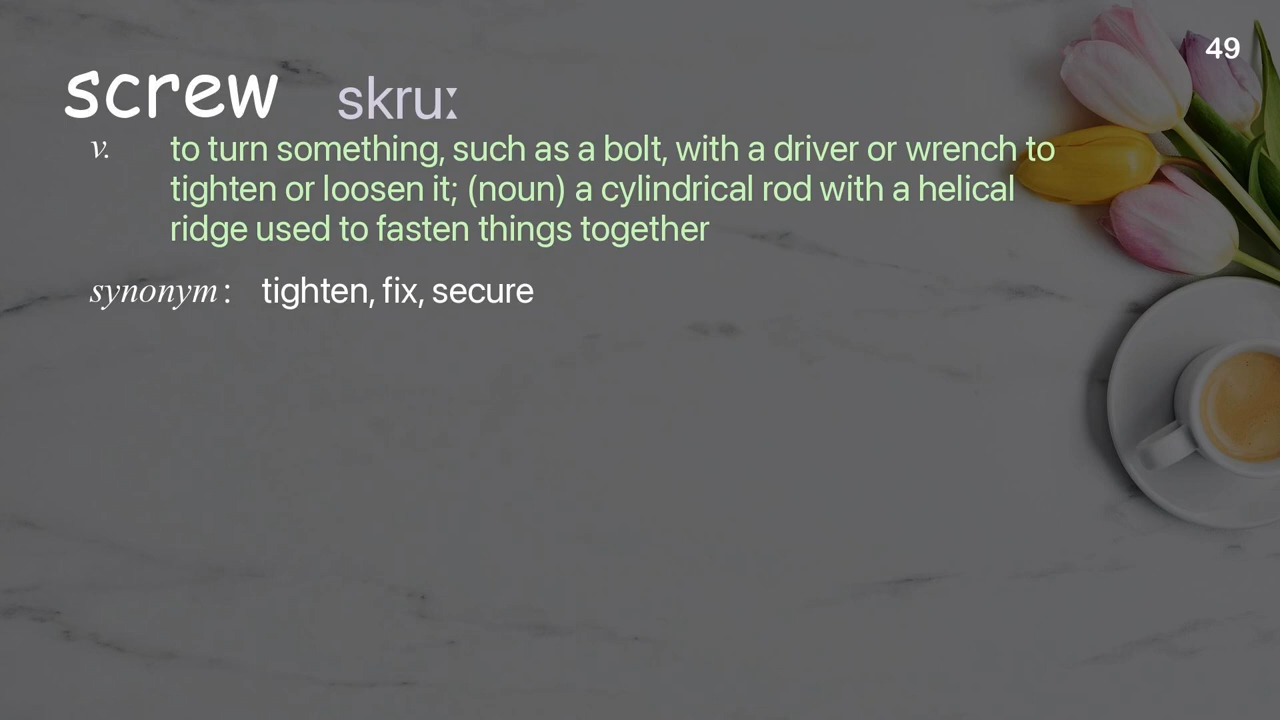 49
screw skruː
v. to turn something, such as a bolt, with a driver or wrench to
tighten or loosen it; (noun) a cylindrical rod with a helical
ridge used to fasten things together
synonym: tighten, fix, secure